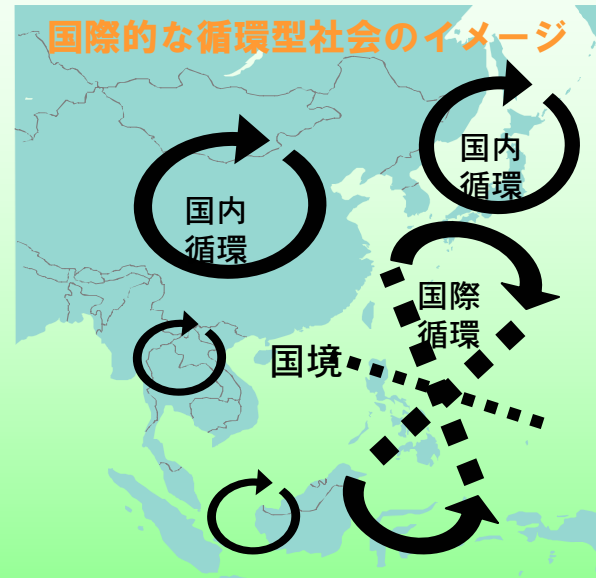 国際的な循環型社会のイメージ
国内
循環
国内
循環
国際
循環
国境